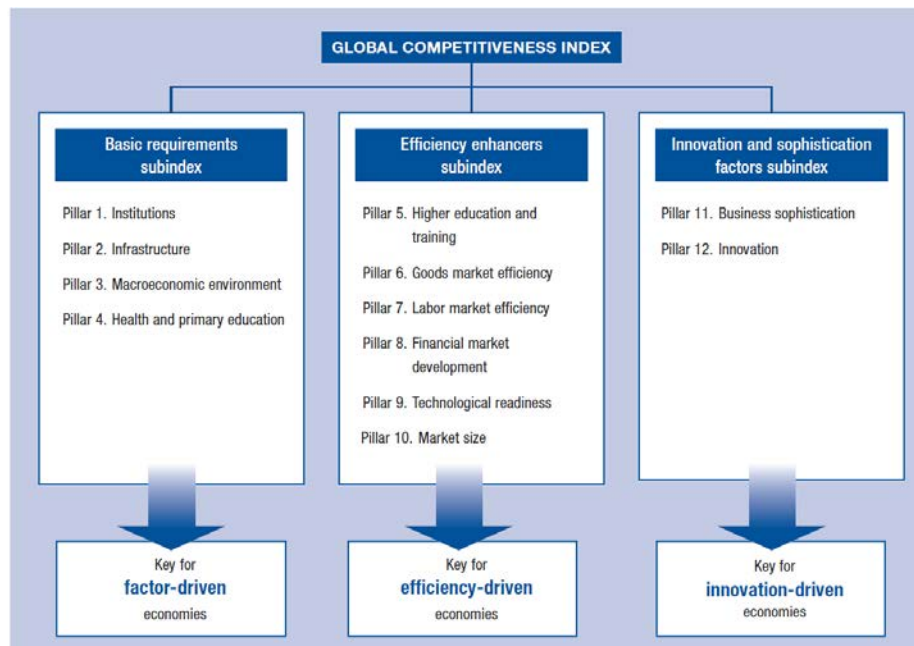 GLOBAL COMPETITIVENESS INDEX
Basic requirements
subindex
Pillar 1. Institutions
Pillar 2. Infrastructure
Pillar 3. Macroeconomic environment
Pillar 4. Health and primary education
Key for
factor-driven
economies
Efficiency enhancers
subindex
Pillar 5. Higher education and
training
Pillar 6. Goods market efficiency
Pillar 7. Labor market efficiency
Pillar 8. Financial market
development
Pillar 9. Technological readiness
Pillar 10. Market size
Key for
efficiency-driven
economies
Innovation and sophistication
factors subindex
Pillar 11. Business sophistication
Pillar 12. Innovation
Key for
innovation-driven
economies